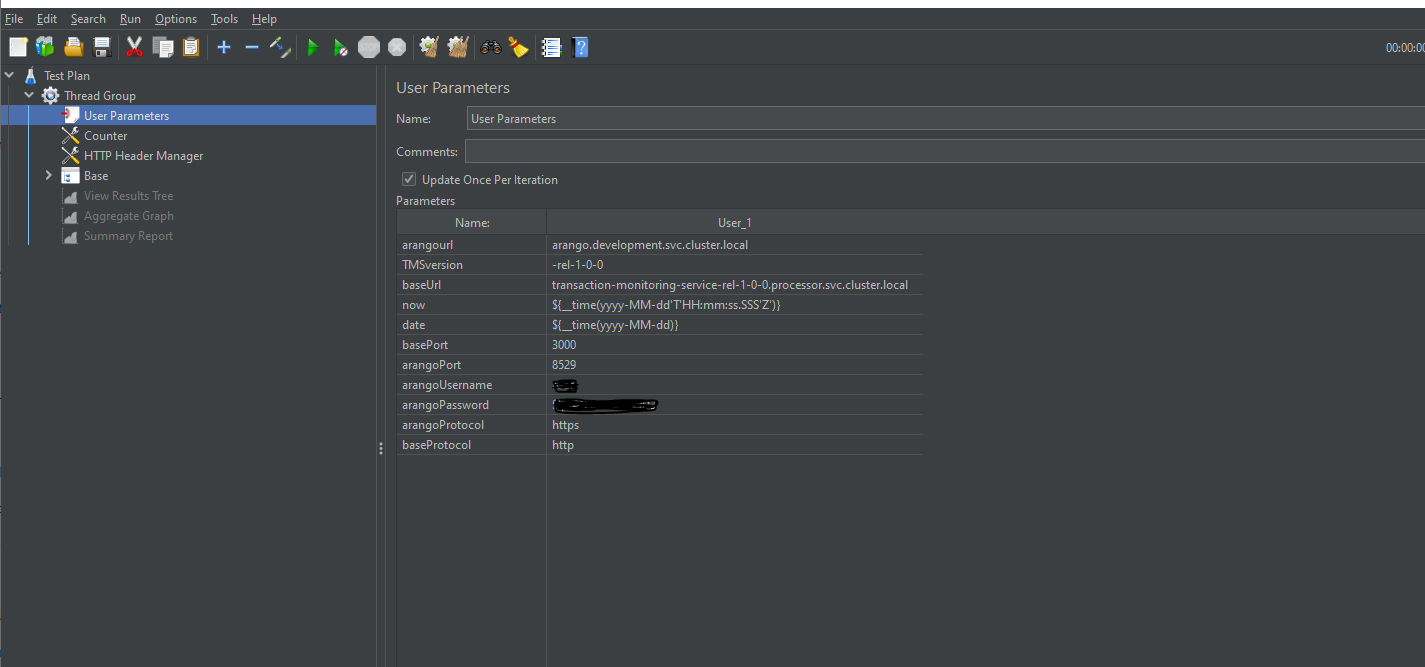 File Edit Search Run Options Tools Help
00:00:00
Test Plan
Thread Group
User Parameters
Counter
HTTP Header Manager
Base
View Results Tree
Aggregate Graph
Summary Report
User Parameters
Name: User Parameters
Comments:
Update Once Per Iteration
Parameters
Name: User_1
arangourl arango.development.svc.cluster.local
TMSversion -rel-1-0-0
baseUrl transaction-monitoring-service-rel-1-0-0.processor.svc.cluster.local
now ${__time(yyyy-MM-dd'T'HH:mm:ss.SSS'Z')}
date ${__time(yyyy-MM-dd)}
basePort 3000
arangoPort 8529
arangoUsername
arangoPassword
arangoProtocol https
baseProtocol http